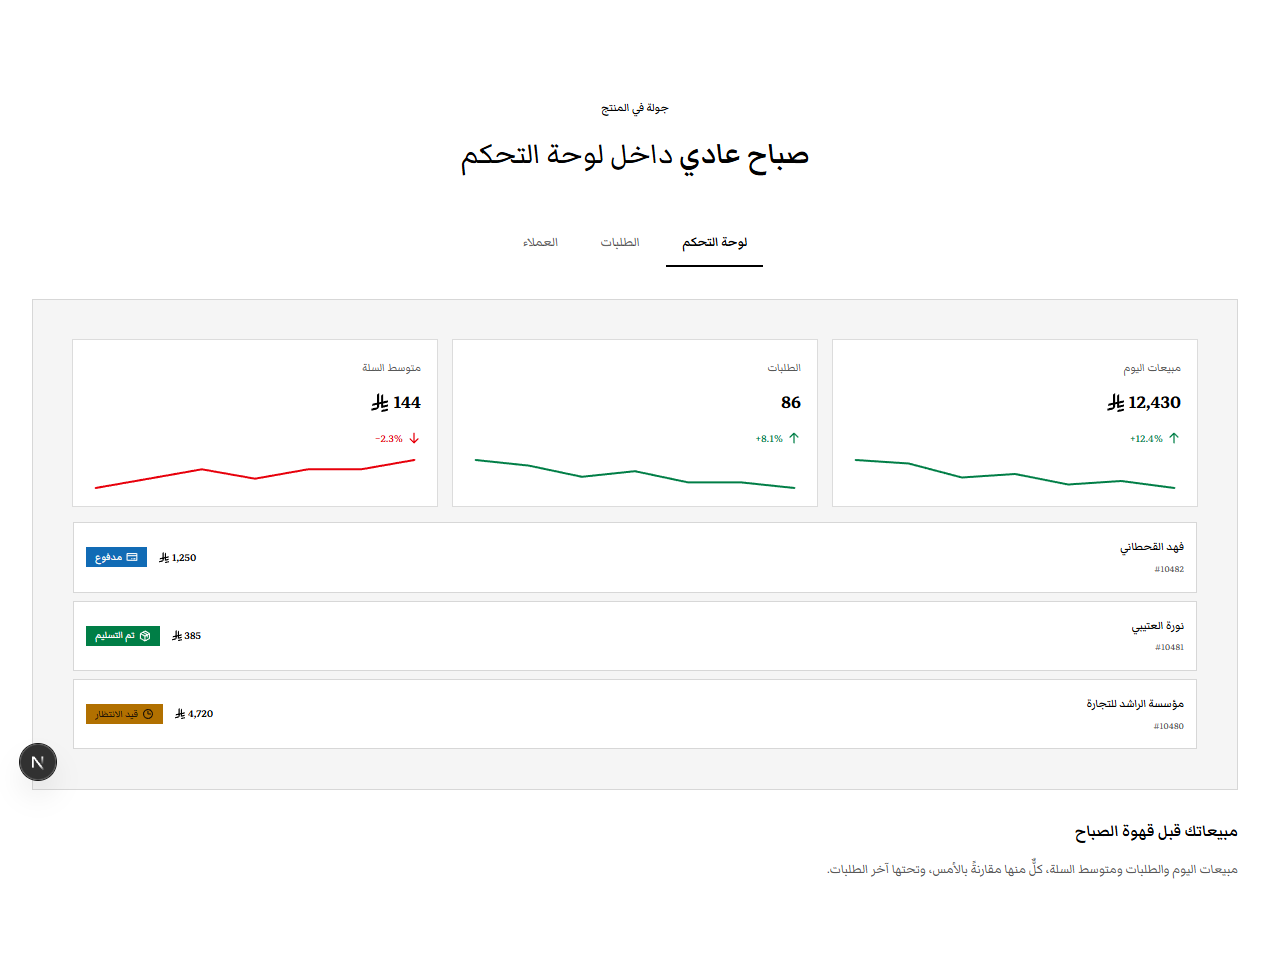 جولة في المنتج
صباح عادي داخل لوحة التحكم
لوحة التحكم
الطلبات
العملاء
مبيعات اليوم
12,430 ⃁
+12.4%
الطلبات
86
+8.1%
متوسط السلة
144 ⃁
−2.3%
فهد القحطاني
#10482
1,250 ⃁
مدفوع
نورة العتيبي
#10481
385 ⃁
تم التسليم
مؤسسة الراشد للتجارة
#10480
4,720 ⃁
قيد الانتظار
N
مبيعاتك قبل قهوة الصباح
مبيعات اليوم والطلبات ومتوسط السلة، كلٌّ منها مقارنةً بالأمس، وتحتها آخر الطلبات.